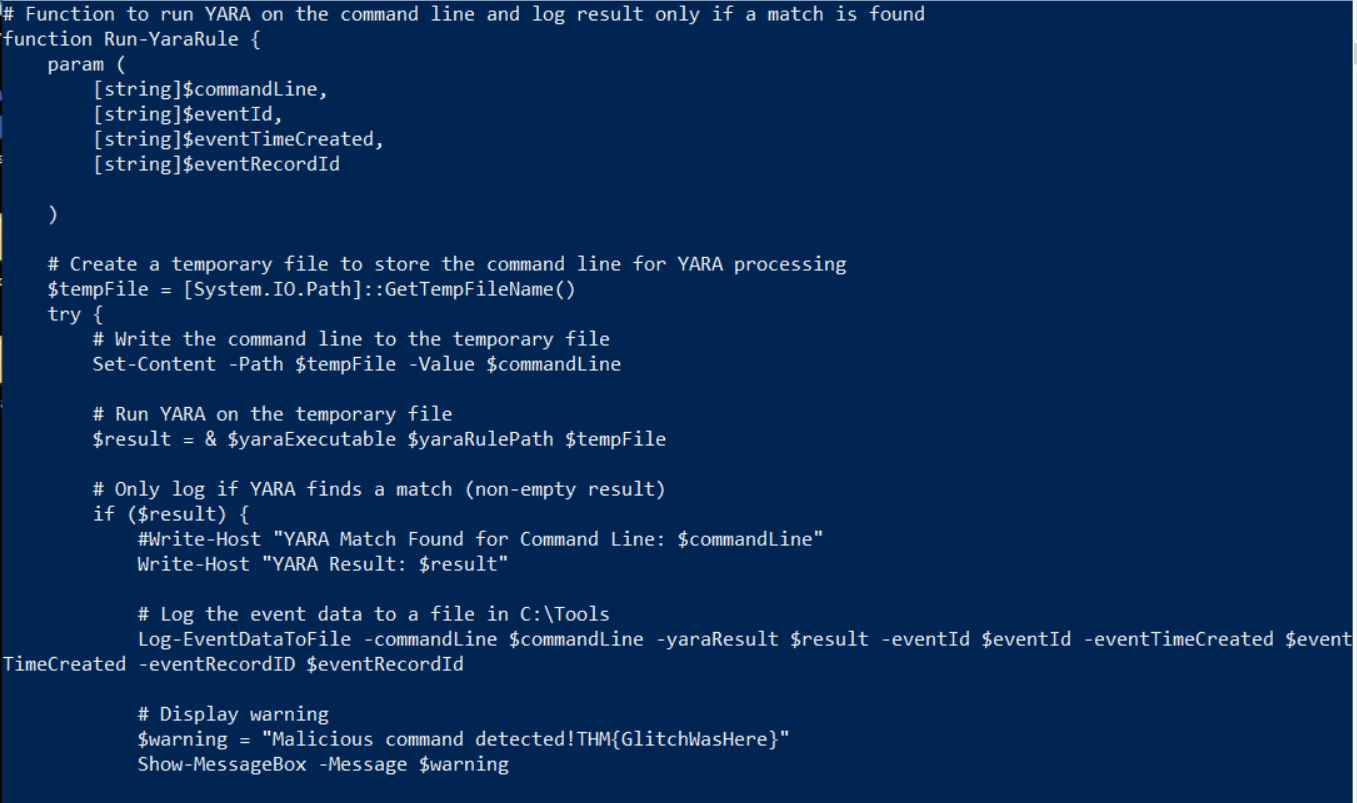 # Function to run YARA on the command line and log result only if a match is found
function Run-YaraRule {
    param (
        [string]$commandLine,
        [string]$eventId,
        [string]$eventTimeCreated,
        [string]$eventRecordId

    )

    # Create a temporary file to store the command line for YARA processing
    $tempFile = [System.IO.Path]::GetTempFileName()
    try {
        # Write the command line to the temporary file
        Set-Content -Path $tempFile -Value $commandLine

        # Run YARA on the temporary file
        $result = & $yaraExecutable $yaraRulePath $tempFile

        # Only log if YARA finds a match (non-empty result)
        if ($result) {
            #Write-Host "YARA Match Found for Command Line: $commandLine"
            Write-Host "YARA Result: $result"

            # Log the event data to a file in C:\Tools
            Log-EventDataToFile -commandLine $commandLine -yaraResult $result -eventId $eventId -eventTimeCreated $event
TimeCreated -eventRecordID $eventRecordId

            # Display warning
            $warning = "Malicious command detected!THM{GlitchWasHere}"
            Show-MessageBox -Message $warning